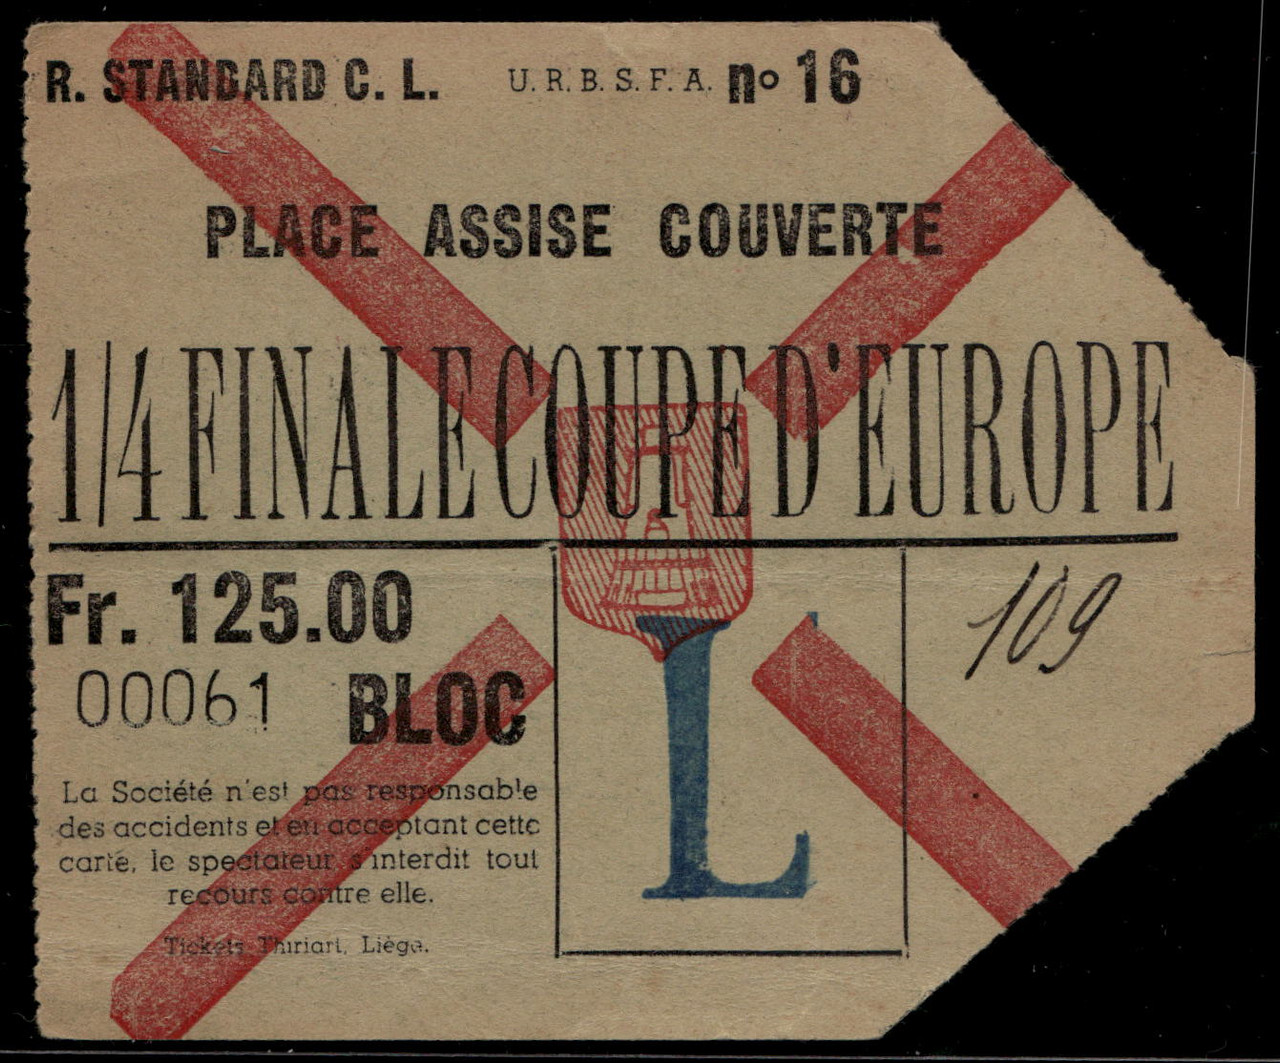 R. STANDARD C. L. U. R. B. S. F. A. nº 16
PLACE ASSISE COUVERTE
1/4 FINALE COUPE D'EUROPE
Fr. 125.00
109
00061 BLOC
L
La Société n'est pas responsable
des accidents et en acceptant cette
carte, le spectateur s'interdit tout
recours contre elle.
Tickets Thiriart, Liége.